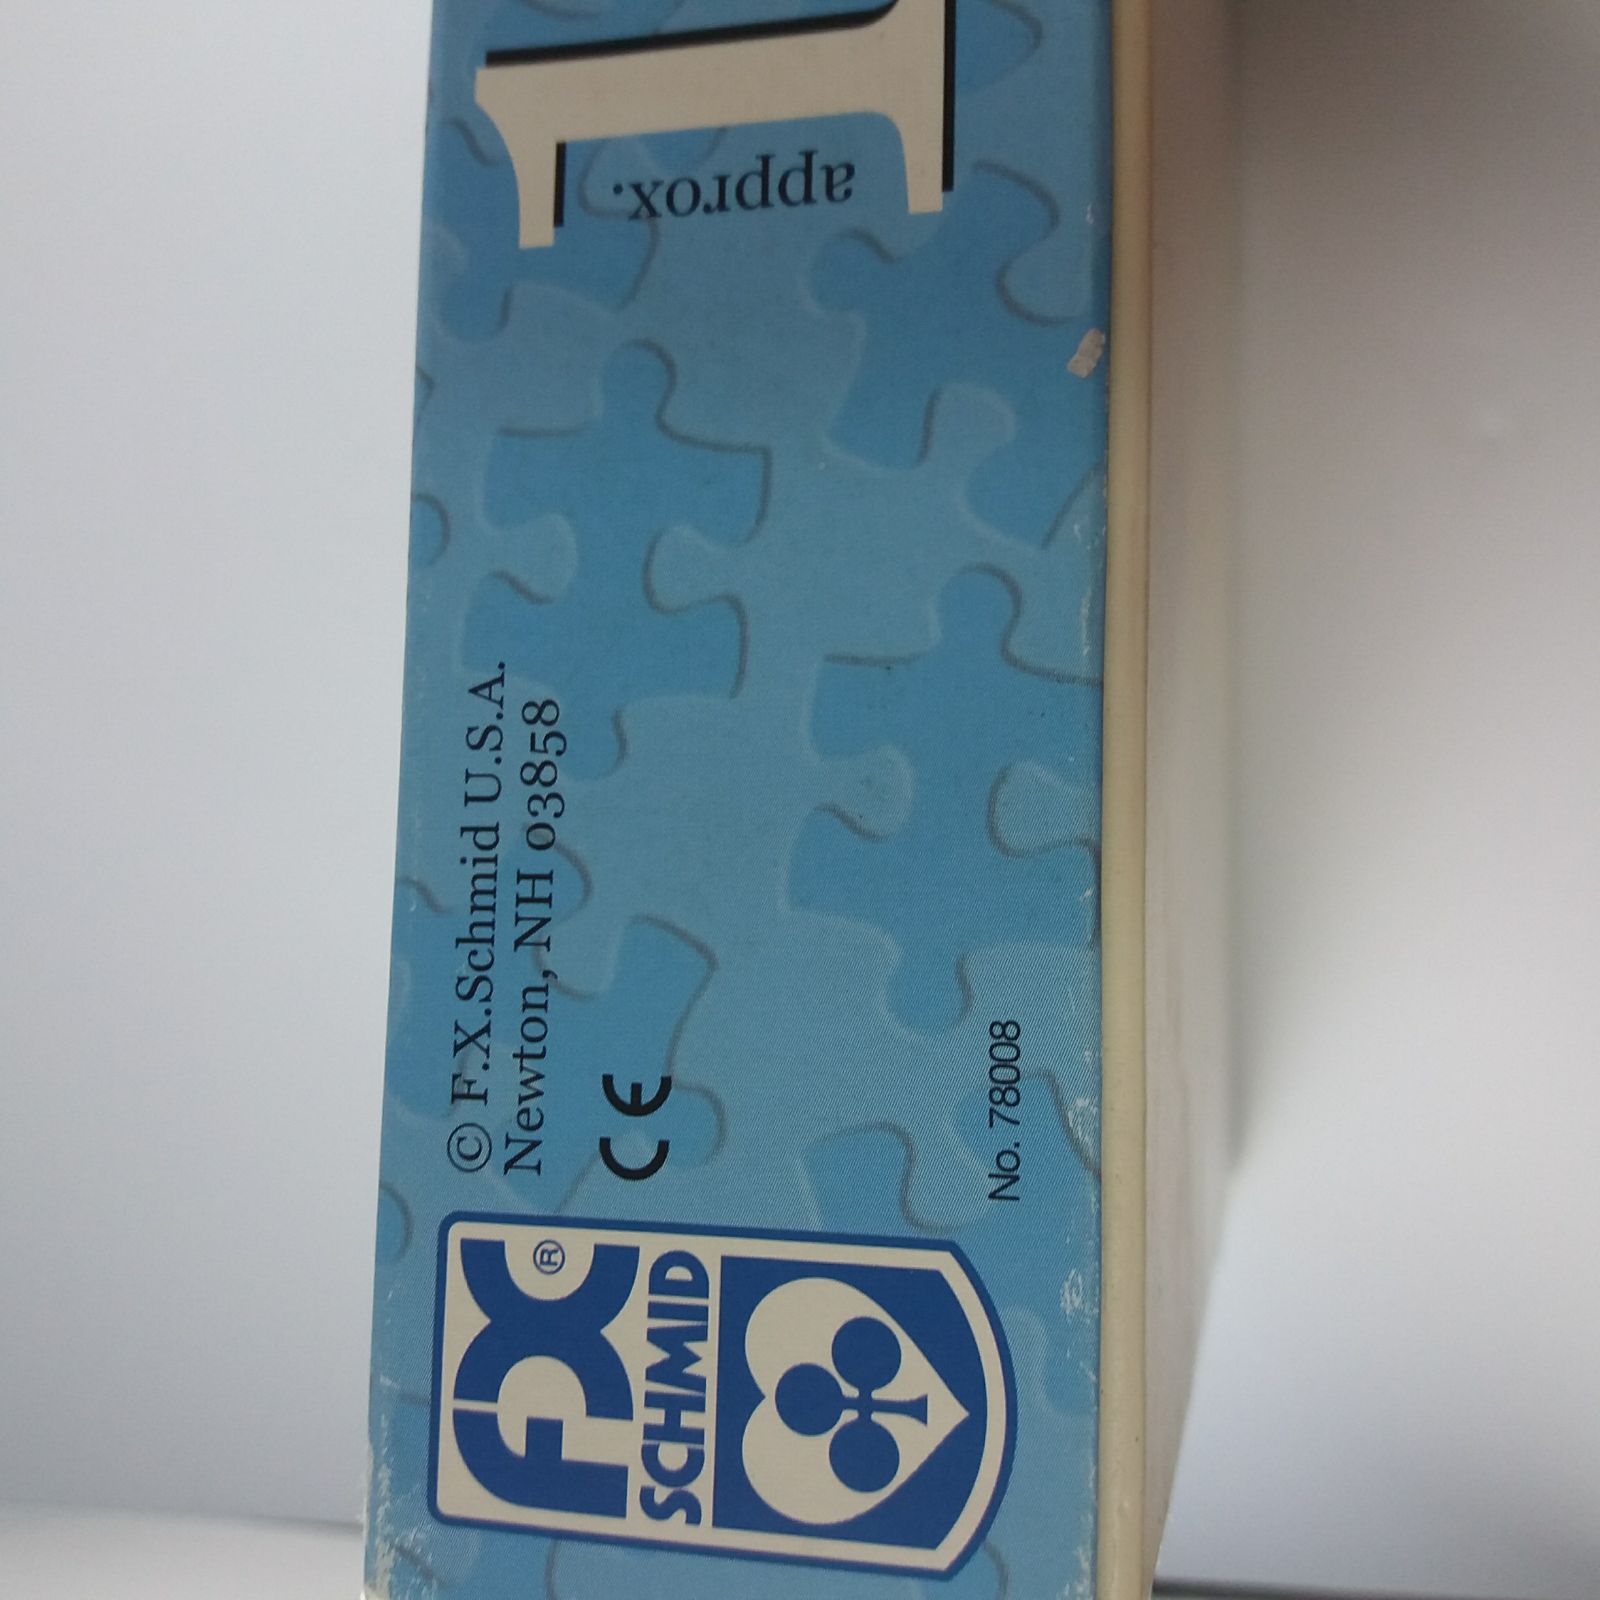 © F.X.Schmid U.S.A.
Newton, NH 03858
CE
No. 78008
FX®
SCHMID
approx.